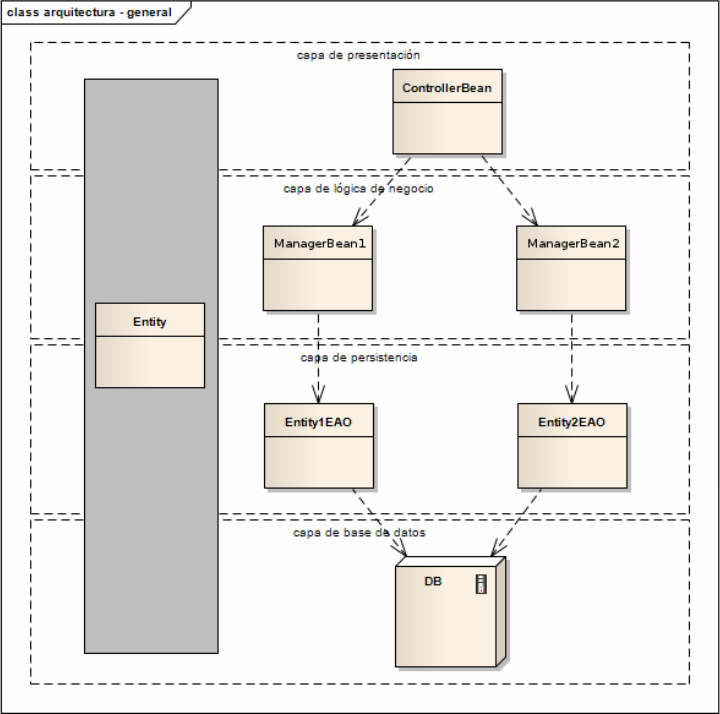 class arquitectura - general
capa de presentación
ControllerBean
capa de lógica de negocio
ManagerBean1
ManagerBean2
Entity
capa de persistencia
Entity1EAO
Entity2EAO
capa de base de datos
DB